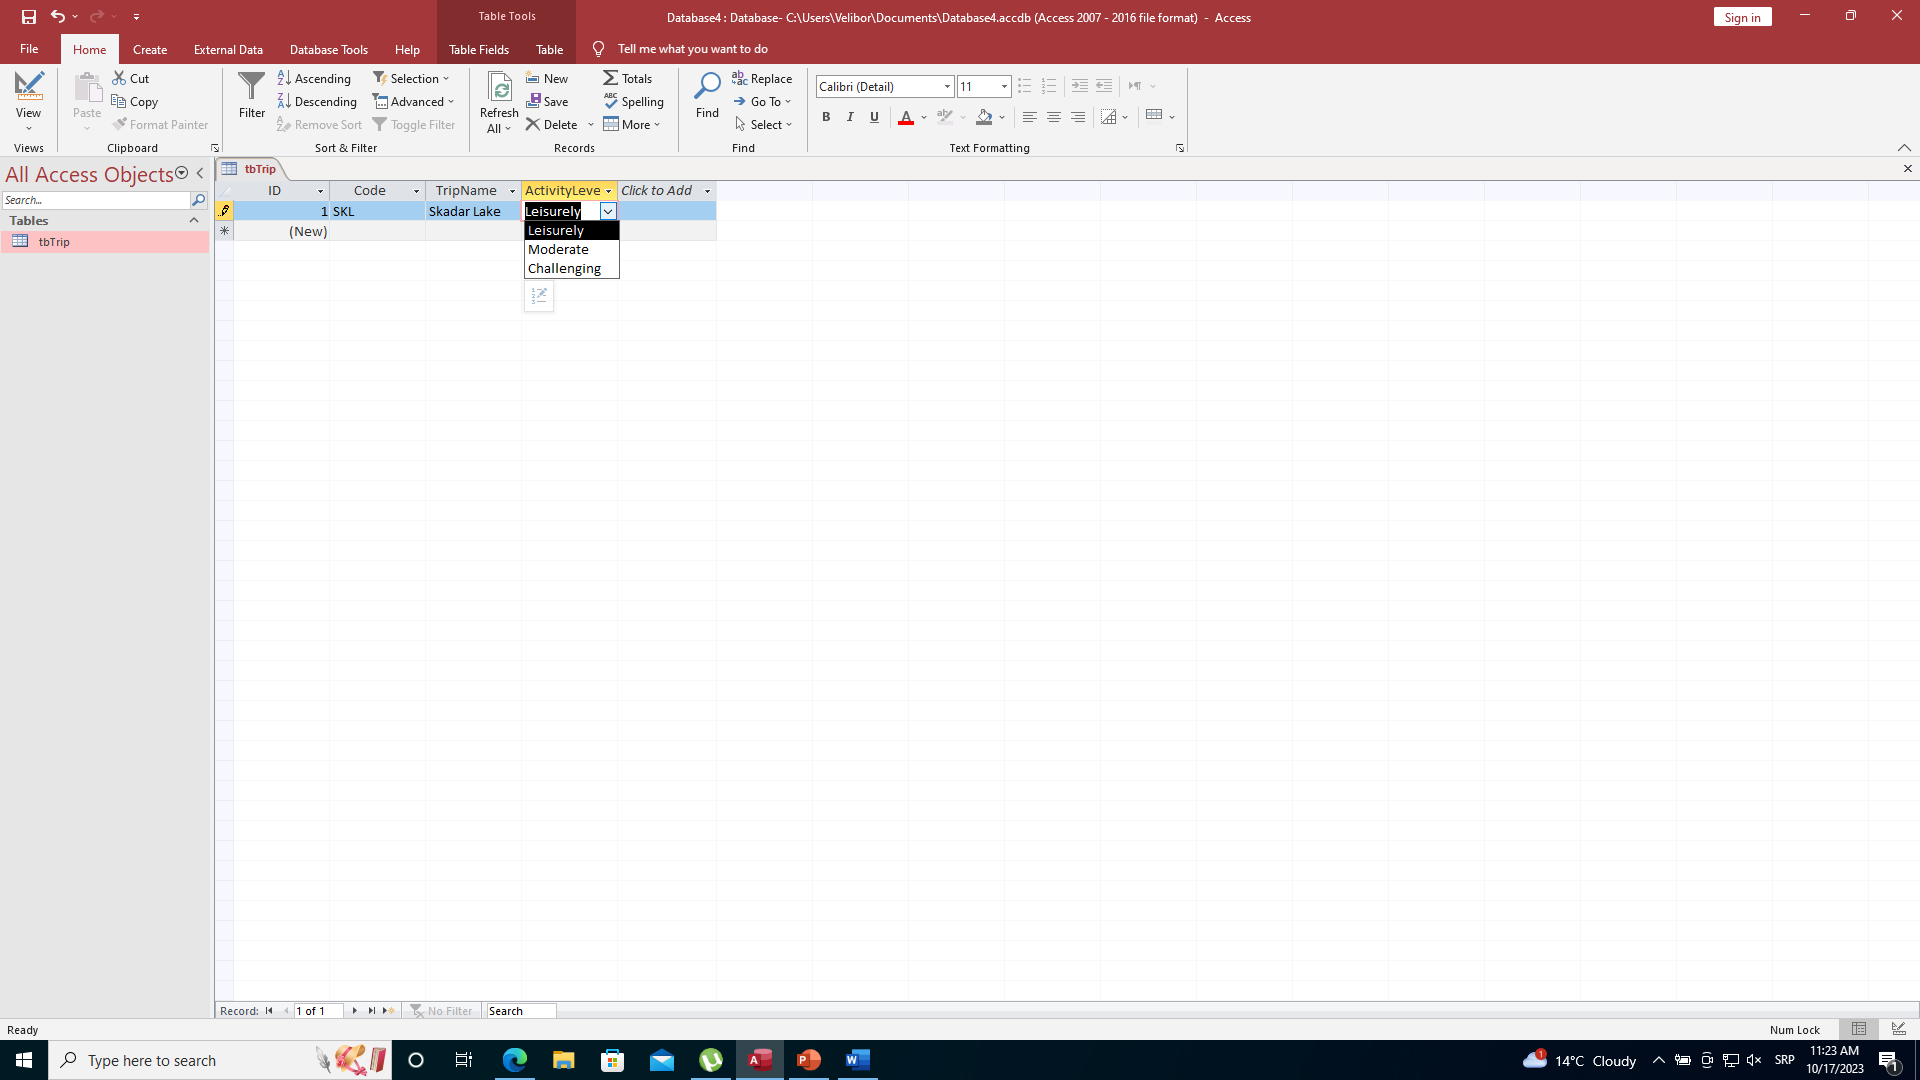 Table Tools
Database4 : Database- C:\Users\Velibor\Documents\Database4.accdb (Access 2007 - 2016 file format) - Access
Sign in
File Home Create External Data Database Tools Help Table Fields Table Tell me what you want to do
View
Views
Paste
Cut
Copy
Format Painter
Clipboard
Filter
Ascending
Descending
Remove Sort
Selection
Advanced
Toggle Filter
Sort & Filter
Refresh
All
New
Save
Delete
Totals
Spelling
More
Records
Find
Replace
Go To
Select
Find
Calibri (Detail) 11
B I U A
Text Formatting
All Access Objects
Search...
Tables
tbTrip
tbTrip
ID Code TripName ActivityLeve Click to Add
1 SKL Skadar Lake Leisurely
(New)
Leisurely
Moderate
Challenging
Record: 1 of 1 No Filter Search
Ready
Num Lock
Type here to search
1
14°C Cloudy
SRP
11:23 AM
10/17/2023
1